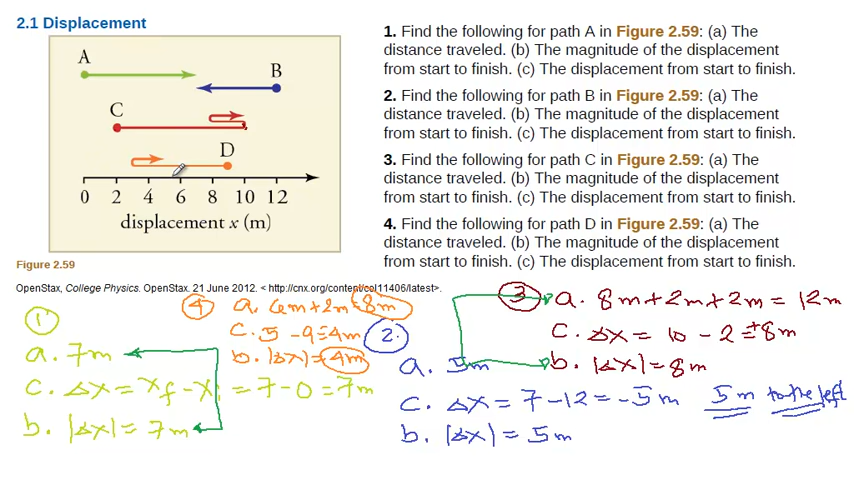 2.1 Displacement
A
B
C
D
0 2 4 6 8 10 12
displacement x (m)
Figure 2.59
1. Find the following for path A in Figure 2.59: (a) The
distance traveled. (b) The magnitude of the displacement
from start to finish. (c) The displacement from start to finish.
2. Find the following for path B in Figure 2.59: (a) The
distance traveled. (b) The magnitude of the displacement
from start to finish. (c) The displacement from start to finish.
3. Find the following for path C in Figure 2.59: (a) The
distance traveled. (b) The magnitude of the displacement
from start to finish. (c) The displacement from start to finish.
4. Find the following for path D in Figure 2.59: (a) The
distance traveled. (b) The magnitude of the displacement
from start to finish. (c) The displacement from start to finish.
OpenStax, College Physics. OpenStax. 21 June 2012. < http://cnx.org/content/col11406/latest>.
1
a. 7m
c. Δx = xf - xi = 7 - 0 = 7m
b. |Δx| = 7m
4
a. 6m + 2m = 8m
c. 5 - 9 = 4m
b. |Δx| = 4m
2.
a. 5m
c. Δx = 7 - 12 = -5m 5m to the left
b. |Δx| = 5m
3
a. 8m + 2m + 2m = 12m
c. Δx = 10 - 2 = +8m
b. |Δx| = 8m